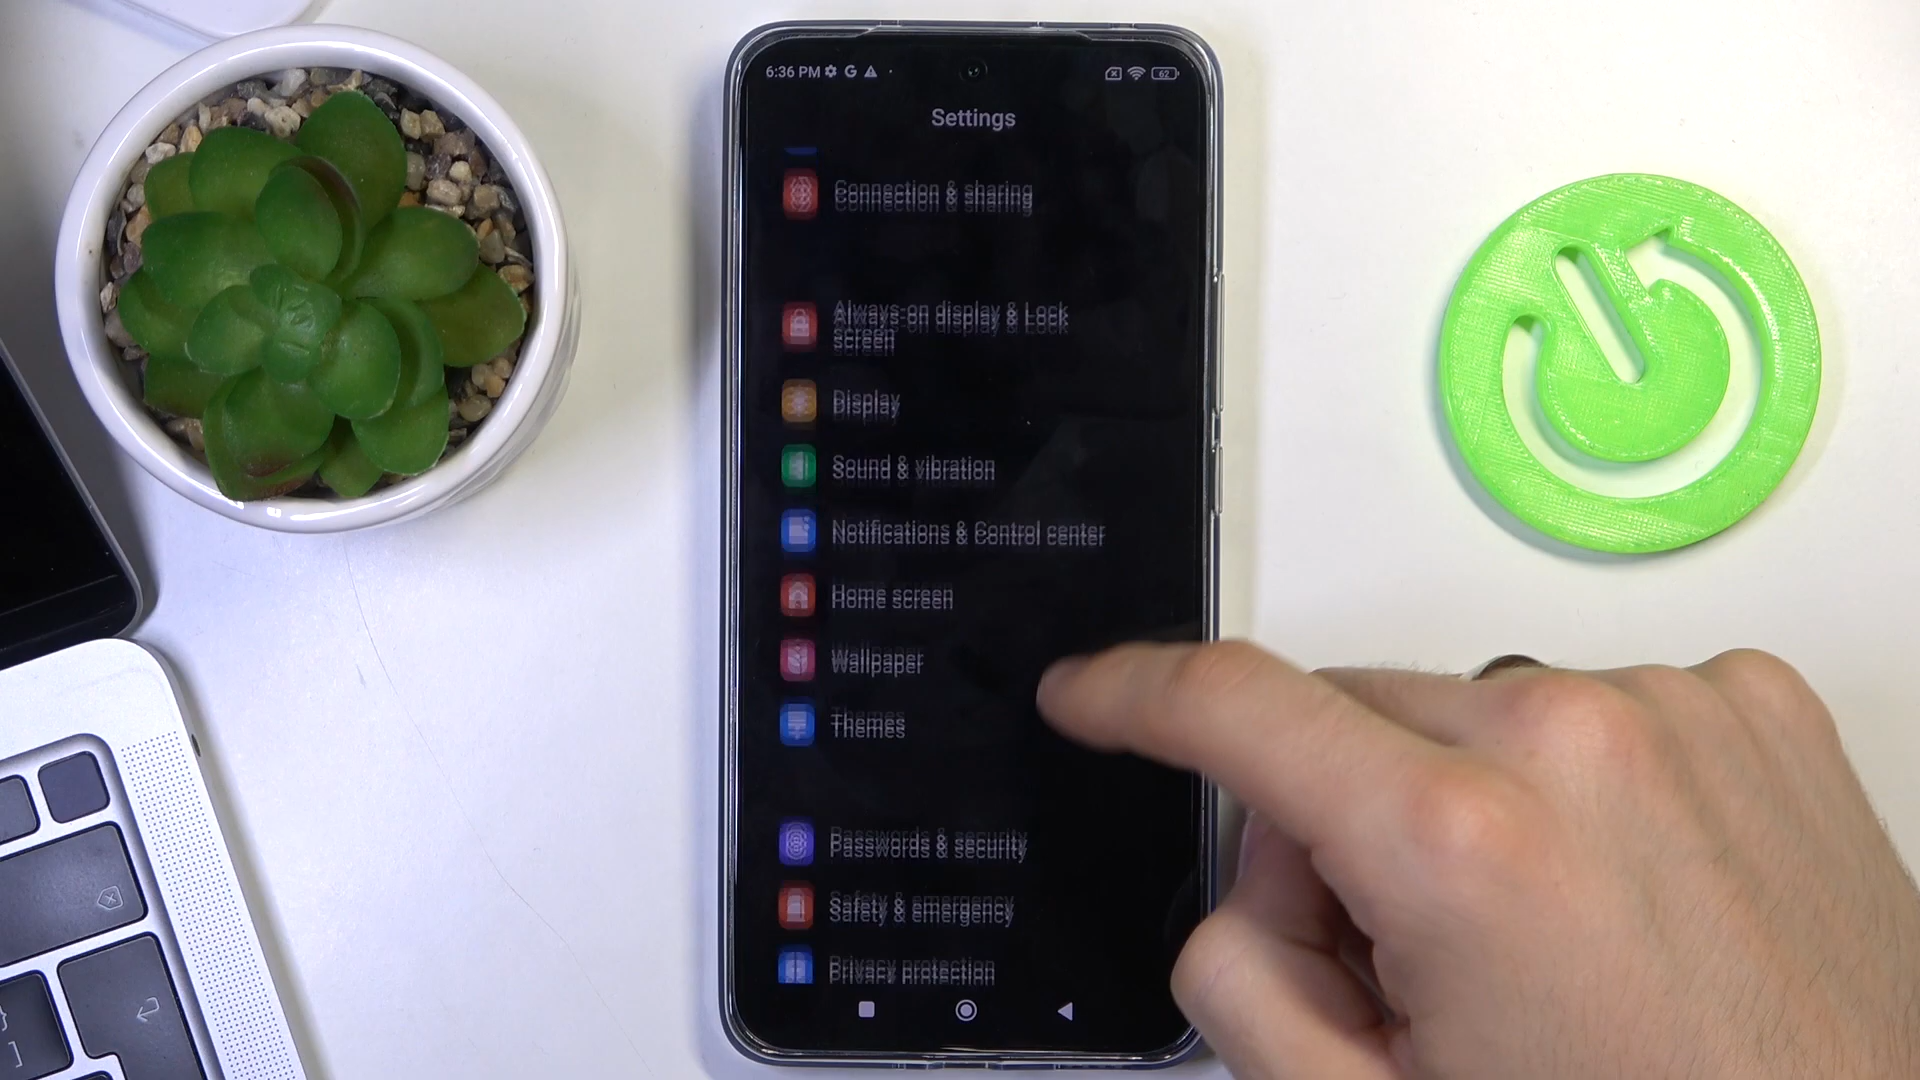 6:36 PM
62
Settings
Connection & sharing
Always-on display & Lock
screen
Display
Sound & vibration
Notifications & Control center
Home screen
Wallpaper
Themes
Passwords & security
Safety & emergency
Privacy protection
}
]